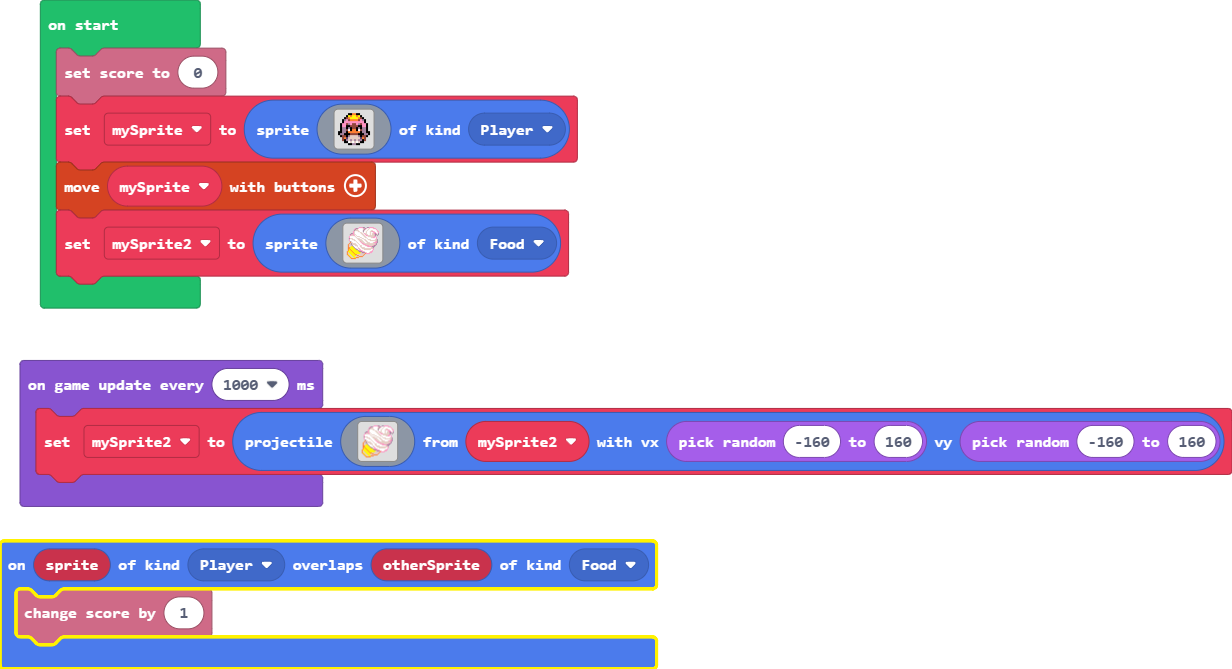 on start
set score to 0
set mySprite to sprite of kind Player
move mySprite with buttons
set mySprite2 to sprite of kind Food
on game update every 1000 ms
set mySprite2 to projectile from mySprite2 with vx pick random -160 to 160 vy pick random -160 to 160
on sprite of kind Player overlaps otherSprite of kind Food
change score by 1